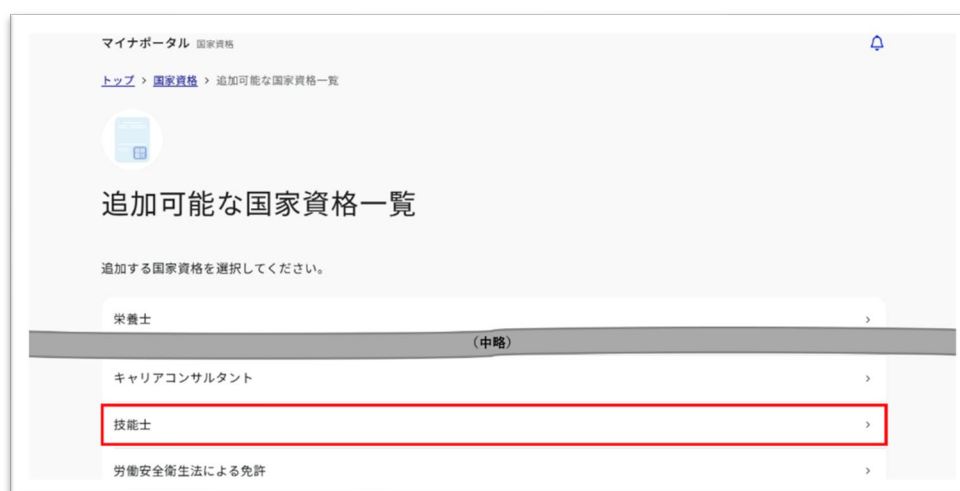 マイナポータル 国家資格
トップ > 国家資格 > 追加可能な国家資格一覧
追加可能な国家資格一覧
追加する国家資格を選択してください。
栄養士
（中略）
キャリアコンサルタント
技能士
労働安全衛生法による免許